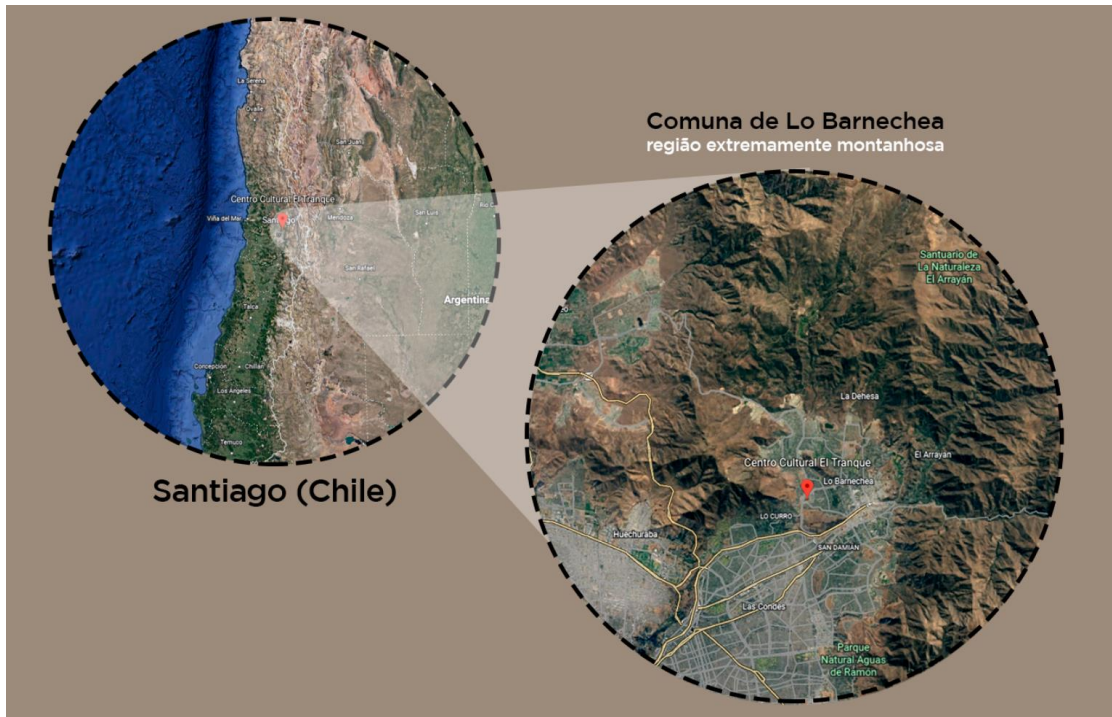 La Serena
Ovalle
San Juan
Centro Cultural El Tranque
Viña del Mar
Santiago
Mendoza
San Luis
San Rafael
Argentina
Talca
Concepción
Chillán
Los Ángeles
Temuco
Santiago (Chile)
Comuna de Lo Barnechea
região extremamente montanhosa
Santuario de
La Naturaleza
El Arrayán
La Dehesa
El Arrayán
Centro Cultural El Tranque
Lo Barnechea
LO CURRO
Huechuraba
SAN DAMIÁN
Las Condes
Parque
Natural Aguas
de Ramón